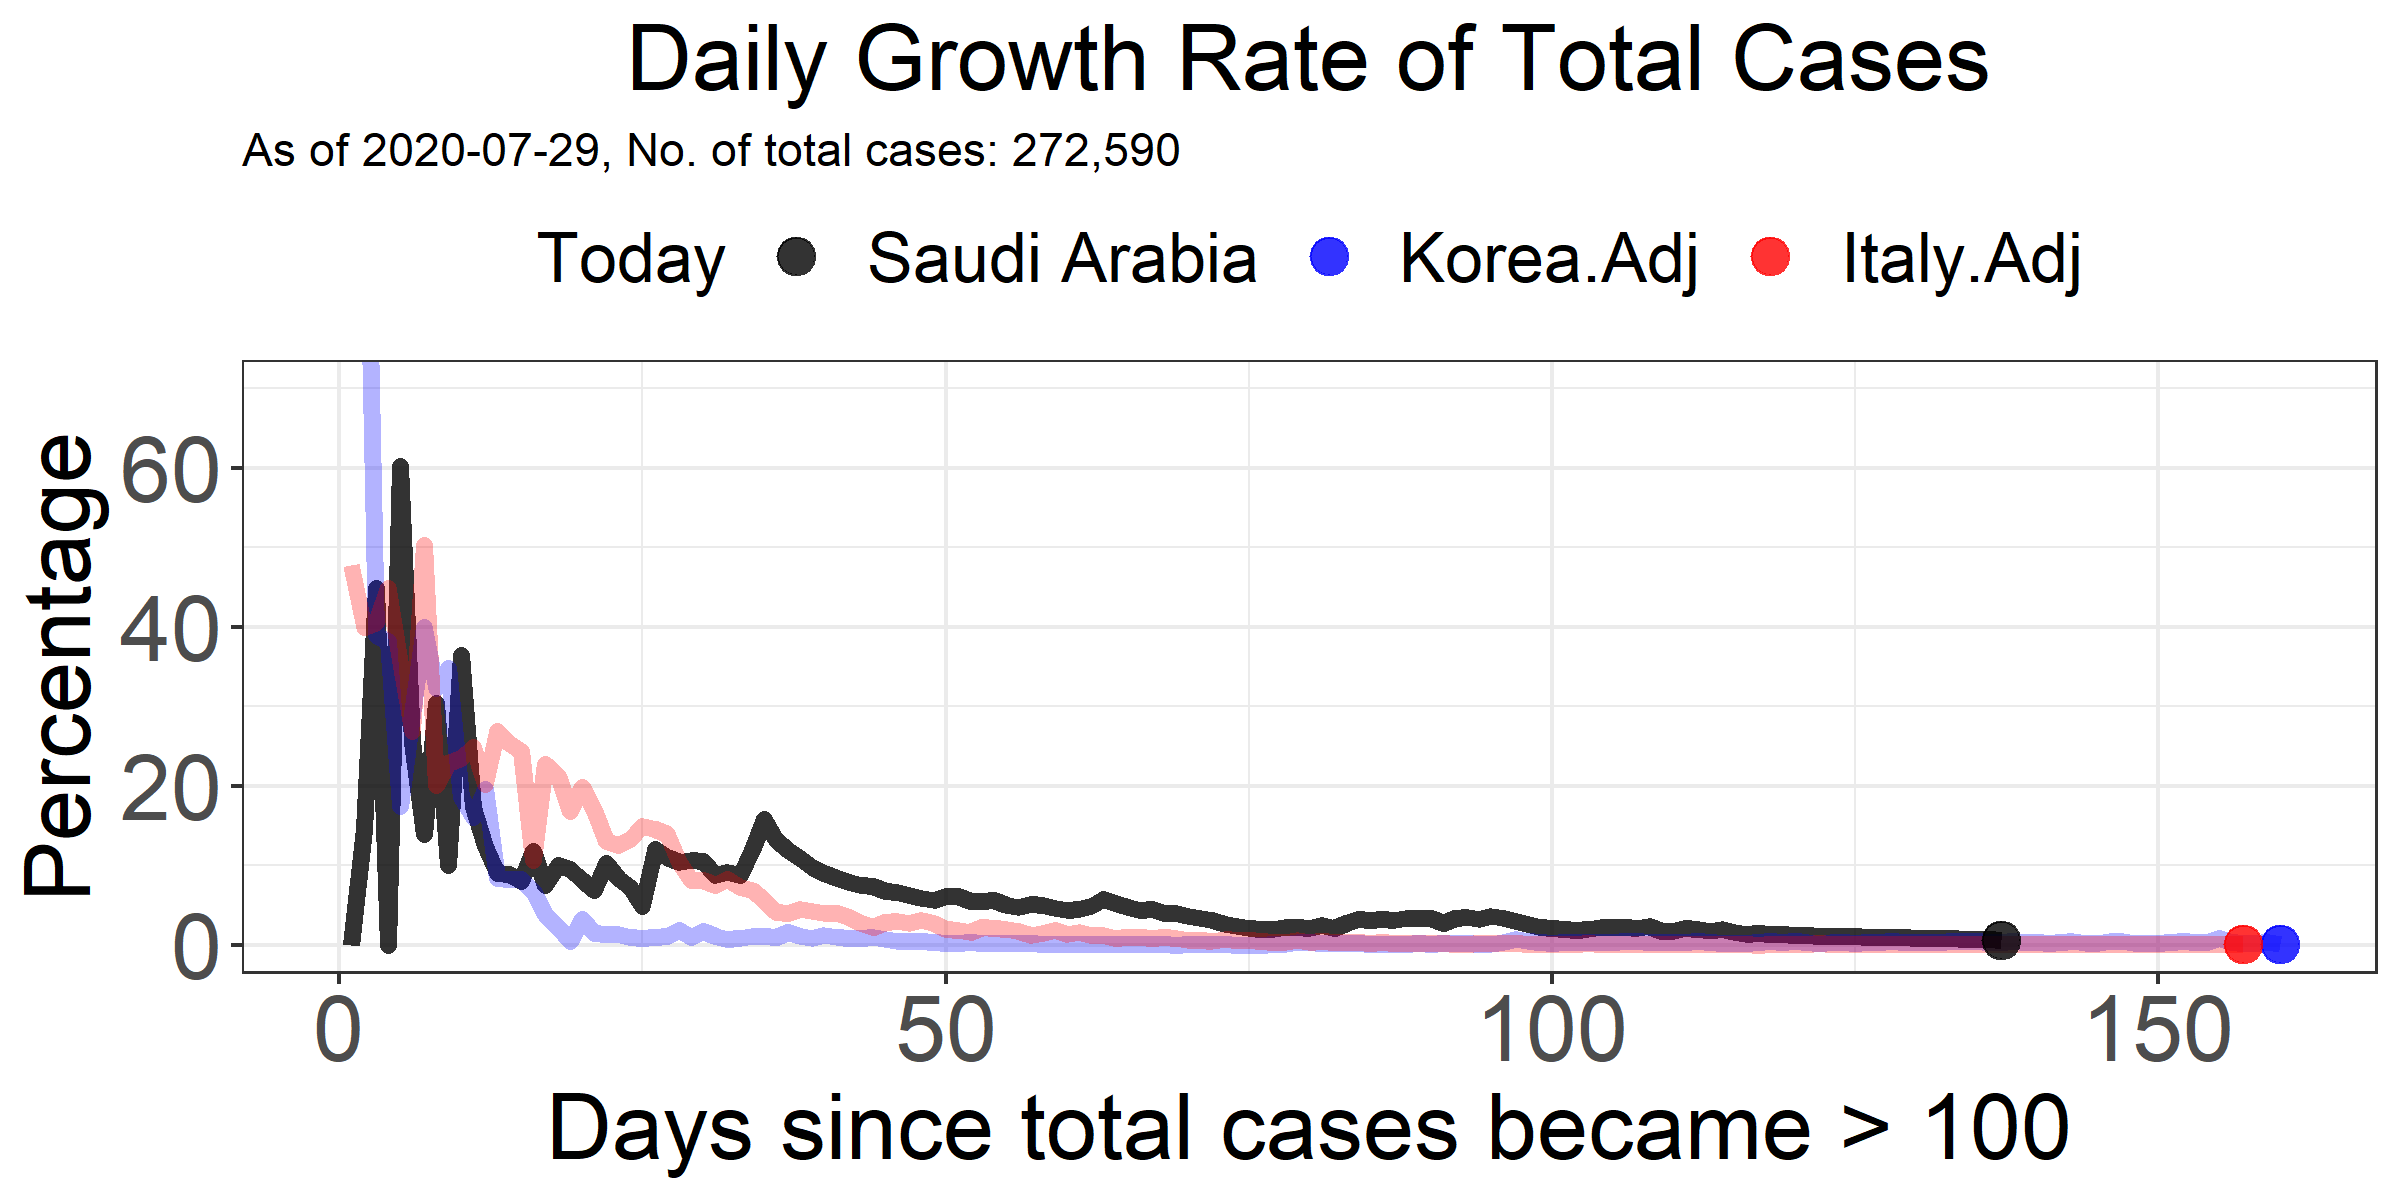 Daily Growth Rate of Total Cases
As of 2020-07-29, No. of total cases: 272,590
Today Saudi Arabia Korea.Adj Italy.Adj
Percentage
60
40
20
0
0 50 100 150
Days since total cases became > 100